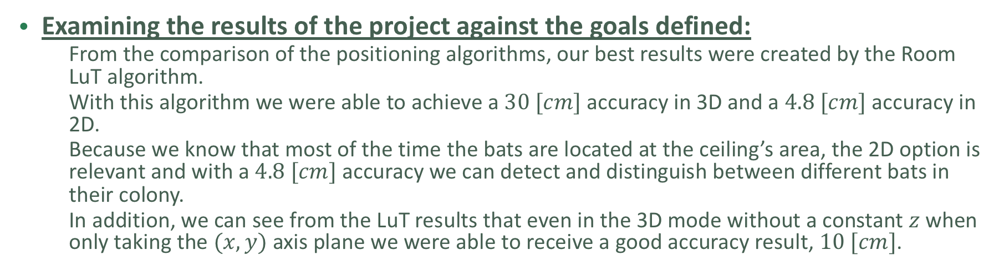 • Examining the results of the project against the goals defined:
From the comparison of the positioning algorithms, our best results were created by the Room
LuT algorithm.
With this algorithm we were able to achieve a 30 [cm] accuracy in 3D and a 4.8 [cm] accuracy in
2D.
Because we know that most of the time the bats are located at the ceiling’s area, the 2D option is
relevant and with a 4.8 [cm] accuracy we can detect and distinguish between different bats in
their colony.
In addition, we can see from the LuT results that even in the 3D mode without a constant z when
only taking the (x, y) axis plane we were able to receive a good accuracy result, 10 [cm].